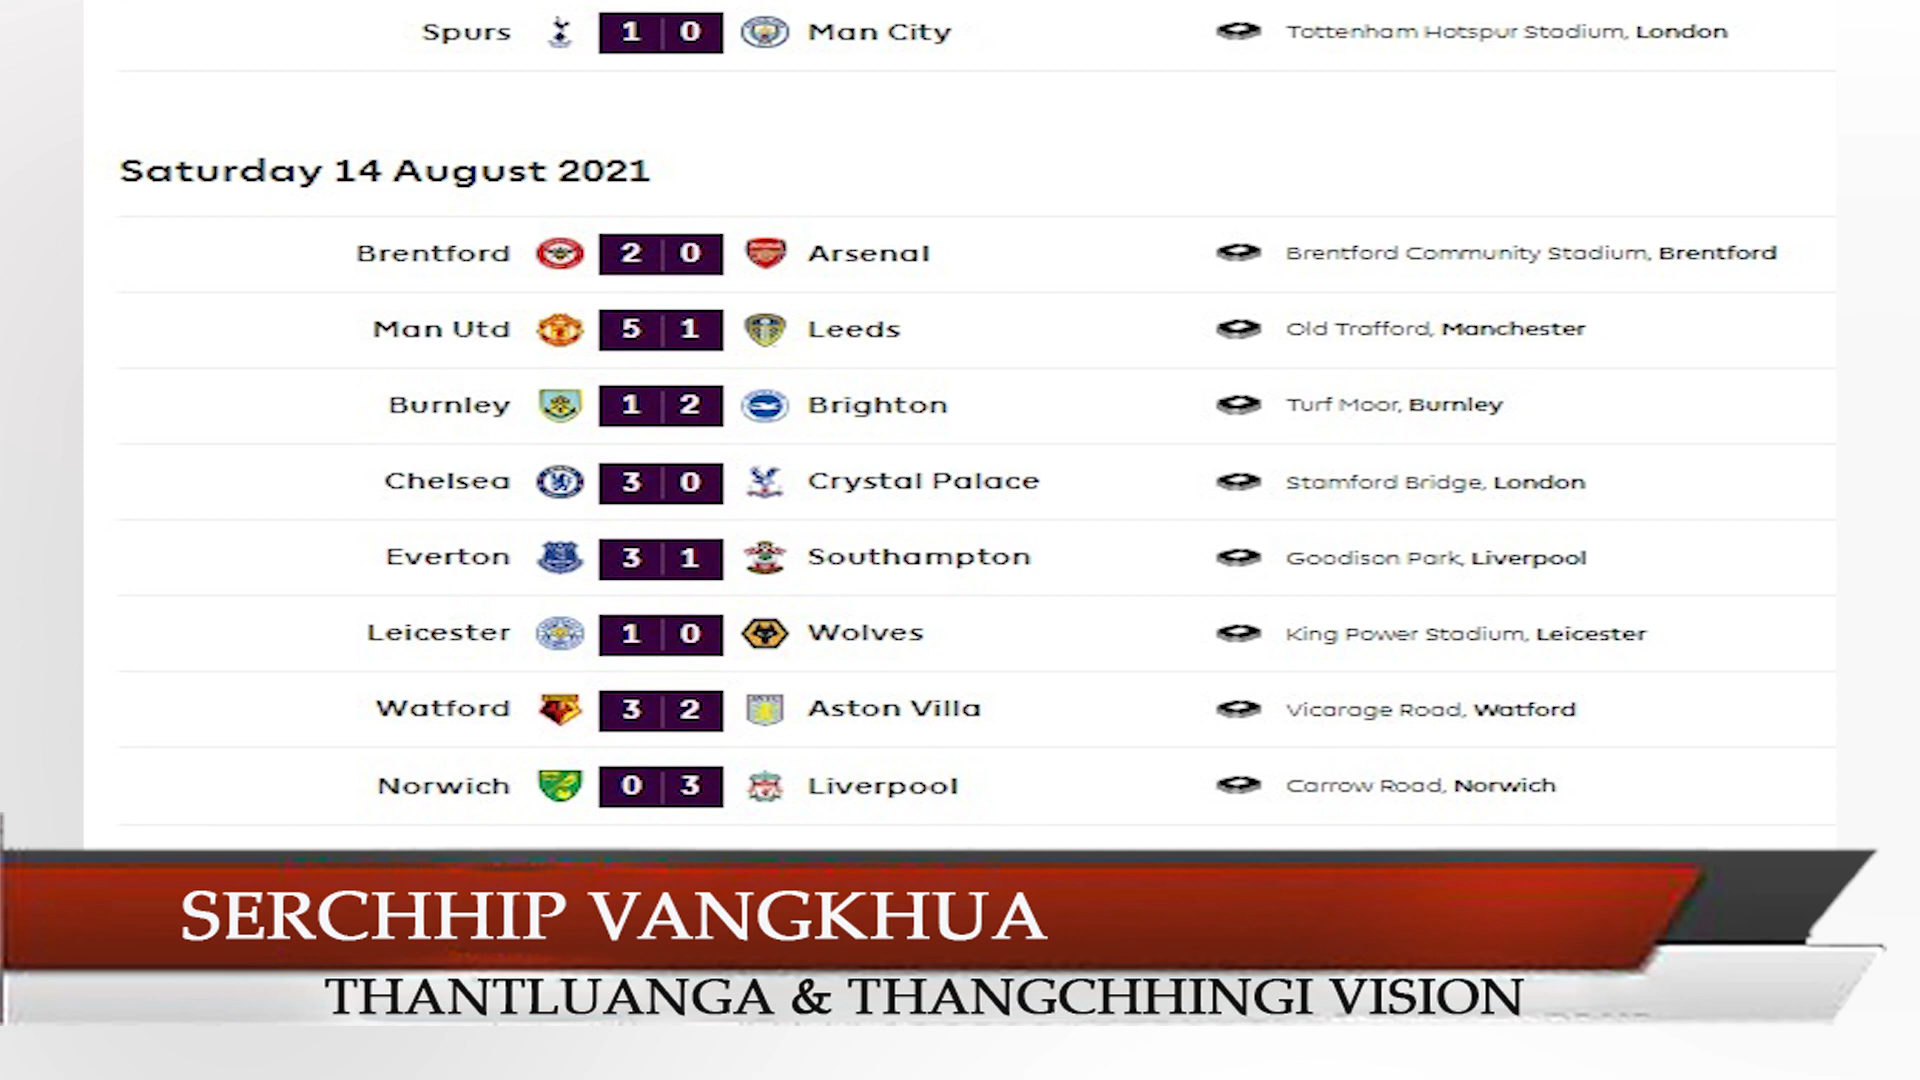 Spurs 1 0 Man City Tottenham Hotspur Stadium, London
Saturday 14 August 2021
Brentford 2 0 Arsenal Brentford Community Stadium, Brentford
Man Utd 5 1 Leeds Old Trafford, Manchester
Burnley 1 2 Brighton Turf Moor, Burnley
Chelsea 3 0 Crystal Palace Stamford Bridge, London
Everton 3 1 Southampton Goodison Park, Liverpool
Leicester 1 0 Wolves King Power Stadium, Leicester
Watford 3 2 Aston Villa Vicarage Road, Watford
Norwich 0 3 Liverpool Carrow Road, Norwich
SERCHHIP VANGKHUA
THANTLUANGA & THANGCHHINGI VISION